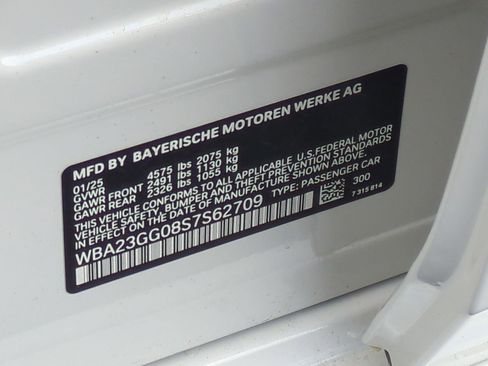 MFD BY BAYERISCHE MOTOREN WERKE AG
01/25
GVWR 4575 lbs 2075 kg
GAWR FRONT 2491 lbs 1130 kg
GAWR REAR 2326 lbs 1055 kg
THIS VEHICLE CONFORMS TO ALL APPLICABLE U.S.FEDERAL MOTOR
VEHICLE SAFETY, BUMPER AND THEFT PREVENTION STANDARDS
IN EFFECT ON THE DATE OF MANUFACTURE SHOWN ABOVE.
WBA23GG08S7S62709 TYPE: PASSENGER CAR
300
7 315 814